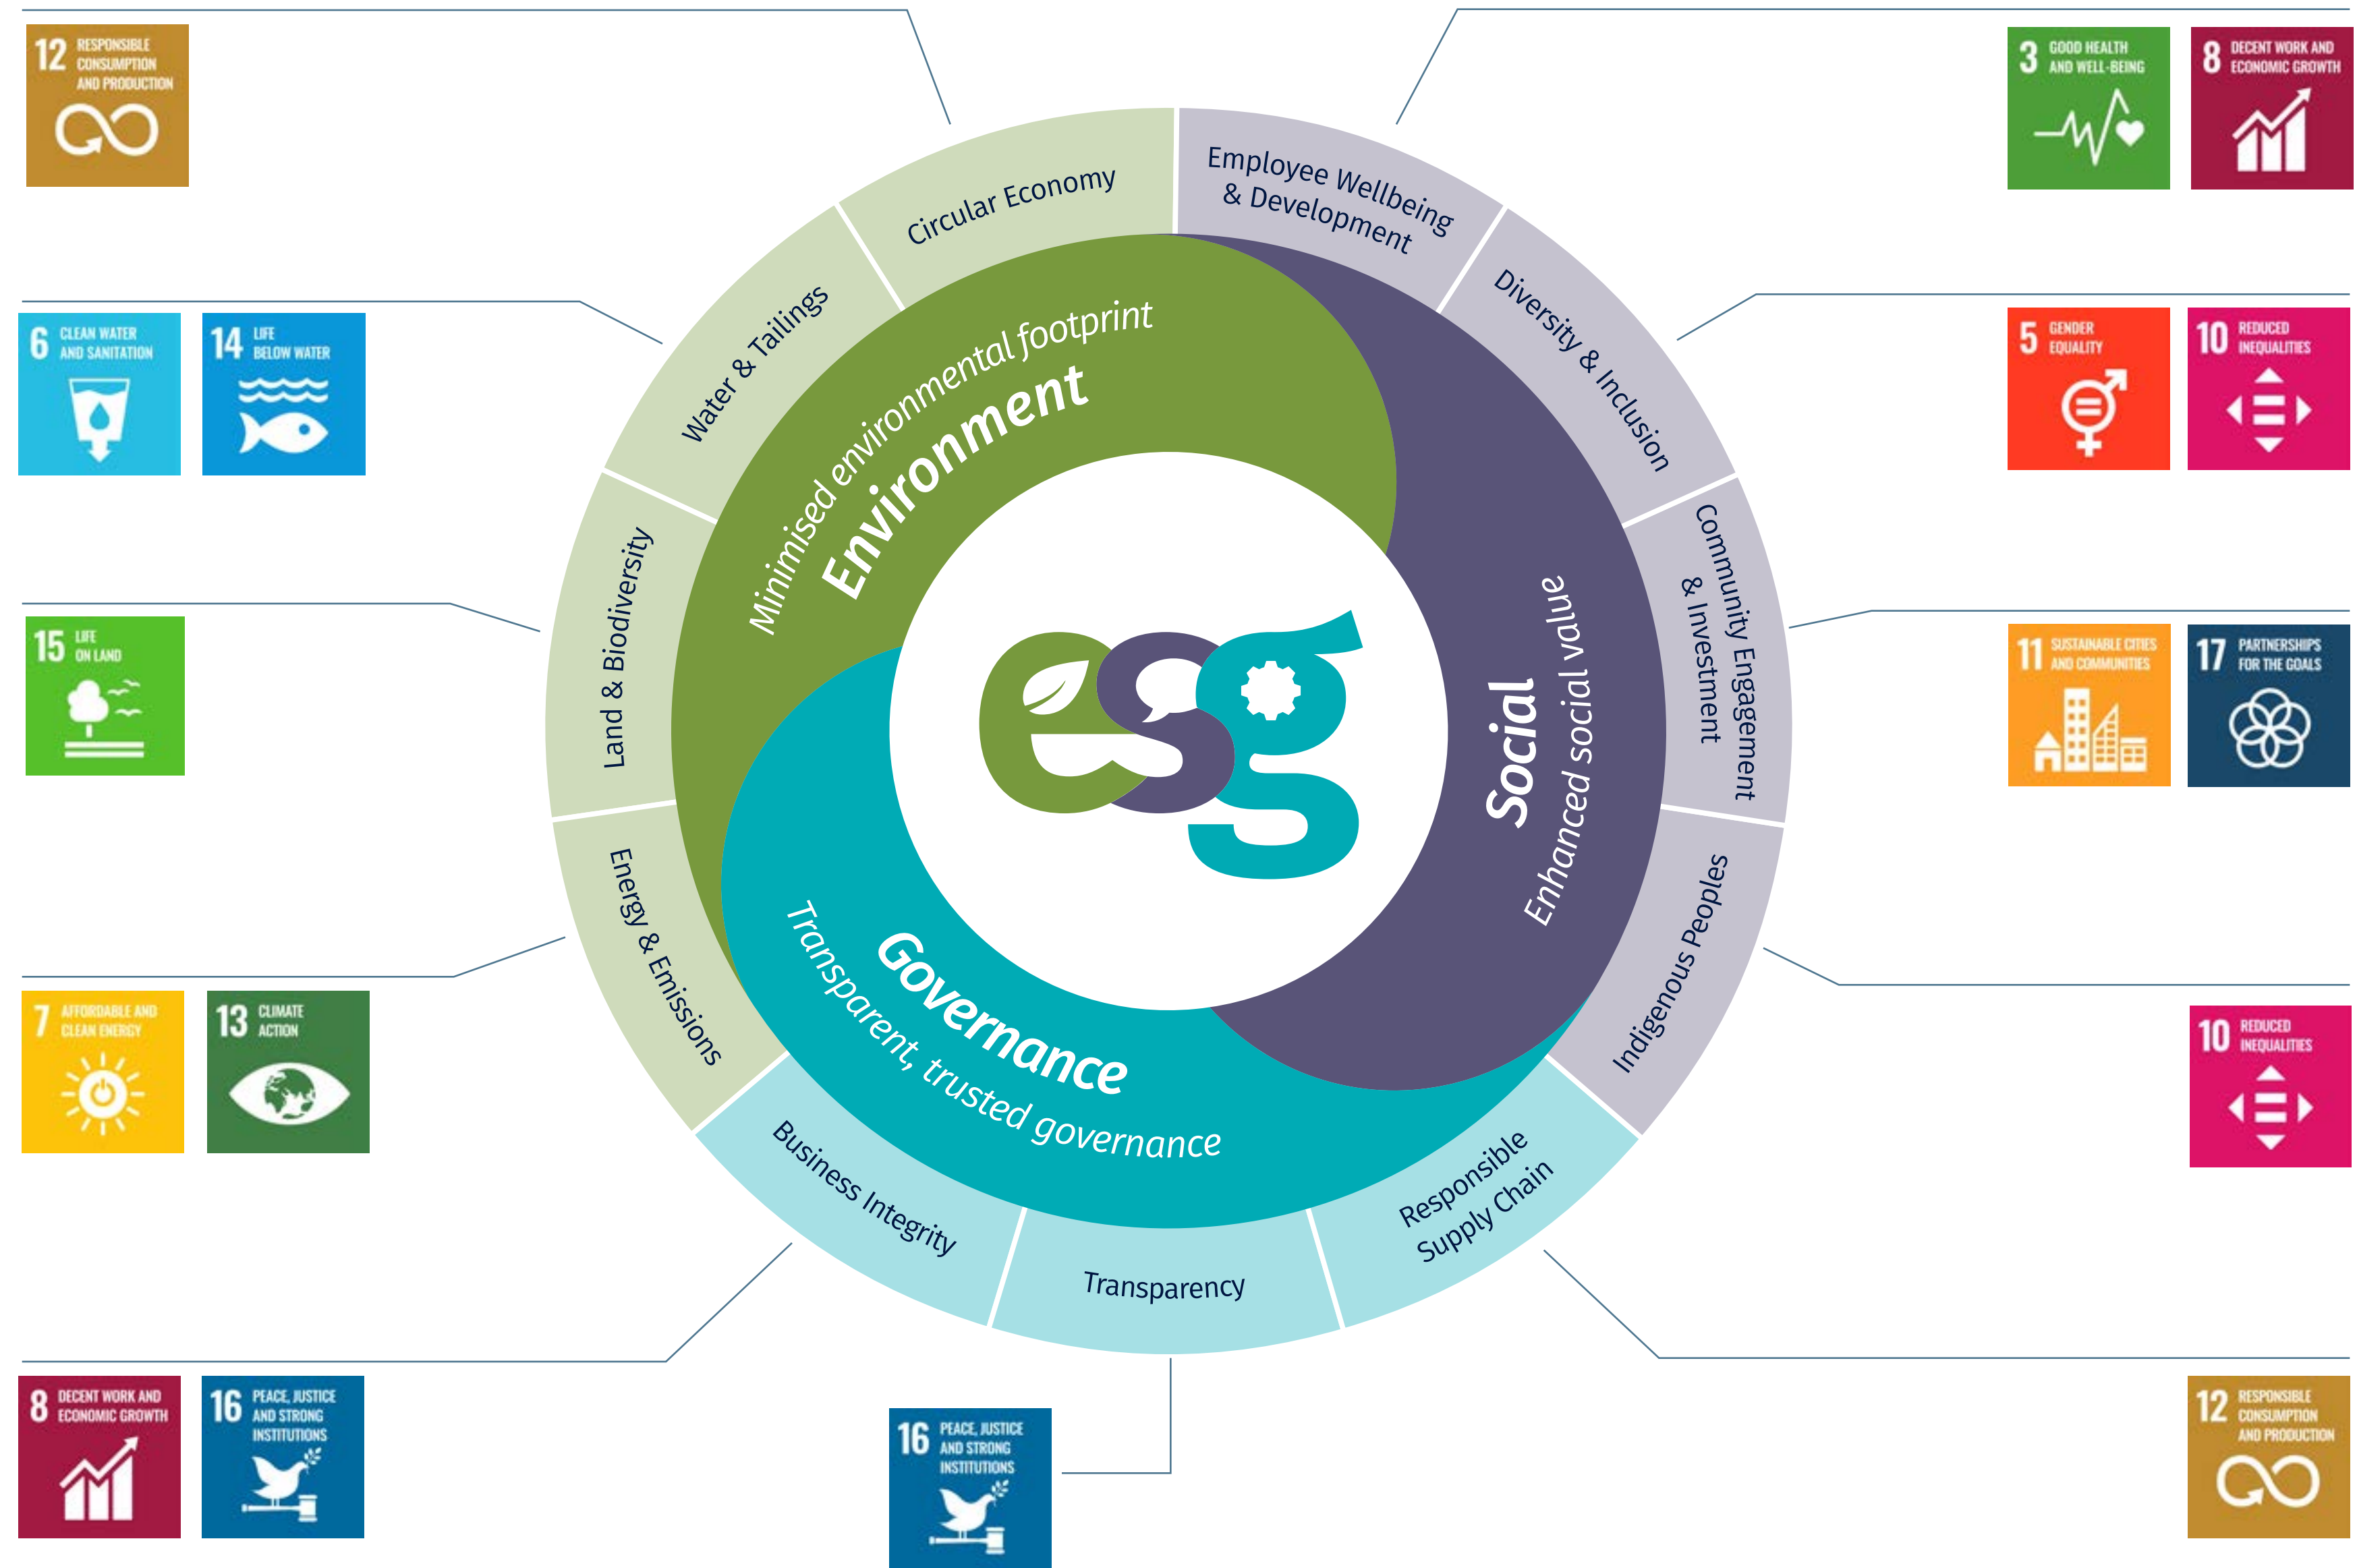 12 RESPONSIBLE
CONSUMPTION
AND PRODUCTION
6 CLEAN WATER
AND SANITATION
14 LIFE
BELOW WATER
15 LIFE
ON LAND
7 AFFORDABLE AND
CLEAN ENERGY
13 CLIMATE
ACTION
8 DECENT WORK AND
ECONOMIC GROWTH
16 PEACE, JUSTICE
AND STRONG
INSTITUTIONS
Circular Economy
Water & Tailings
Land & Biodiversity
Energy & Emissions
Minimised environmental footprint
Environment
esg
Social
Enhanced social value
Governance
Transparent, trusted governance
Employee Wellbeing
& Development
Diversity & Inclusion
Community Engagement
& Investment
Indigenous Peoples
Responsible
Supply Chain
Transparency
Business Integrity
16 PEACE, JUSTICE
AND STRONG
INSTITUTIONS
3 GOOD HEALTH
AND WELL-BEING
8 DECENT WORK AND
ECONOMIC GROWTH
5 GENDER
EQUALITY
10 REDUCED
INEQUALITIES
11 SUSTAINABLE CITIES
AND COMMUNITIES
17 PARTNERSHIPS
FOR THE GOALS
10 REDUCED
INEQUALITIES
12 RESPONSIBLE
CONSUMPTION
AND PRODUCTION